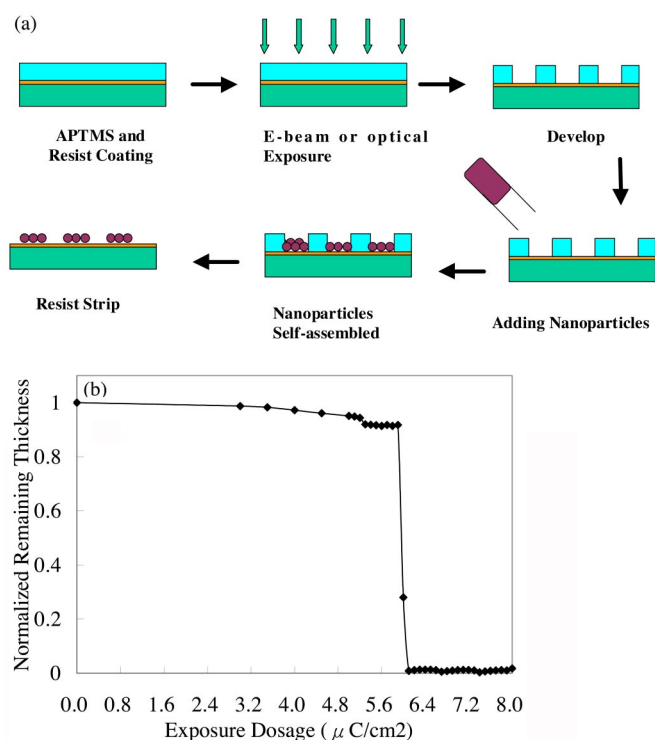 (a)
APTMS and
Resist Coating
E-beam or optical
Exposure
Develop
Resist Strip
Nanoparticles
Self-assembled
Adding Nanoparticles
(b)
Normalized Remaining Thickness
1
0.8
0.6
0.4
0.2
0
0.0 0.8 1.6 2.4 3.2 4.0 4.8 5.6 6.4 7.2 8.0
Exposure Dosage ( μ C/cm2)